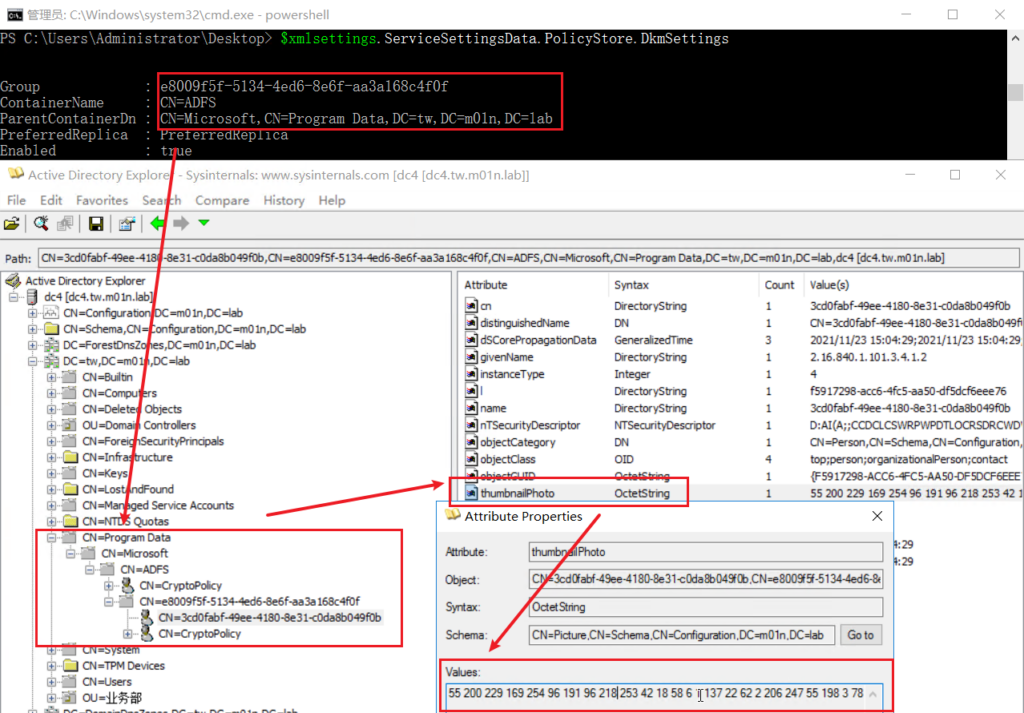 管理员: C:\Windows\system32\cmd.exe - powershell
PS C:\Users\Administrator\Desktop> $xmlsettings.ServiceSettingsData.PolicyStore.DkmSettings
Group : e8009f5f-5134-4ed6-8e6f-aa3a168c4f0f
ContainerName : CN=ADFS
ParentContainerDn : CN=Microsoft,CN=Program Data,DC=tw,DC=m01n,DC=lab
PreferredReplica : PreferredReplica
Enabled : true
Active Directory Explorer - Sysinternals: www.sysinternals.com [dc4 [dc4.tw.m01n.lab]]
File Edit Favorites Search Compare History Help
Path: CN=3cd0fabf-49ee-4180-8e31-c0da8b049f0b,CN=e8009f5f-5134-4ed6-8e6f-aa3a168c4f0f,CN=ADFS,CN=Microsoft,CN=Program Data,DC=tw,DC=m01n,DC=lab,dc4 [dc4.tw.m01n.lab]
Active Directory Explorer
dc4 [dc4.tw.m01n.lab]
CN=Configuration,DC=m01n,DC=lab
CN=Schema,CN=Configuration,DC=m01n,DC=lab
DC=ForestDnsZones,DC=m01n,DC=lab
DC=tw,DC=m01n,DC=lab
CN=Builtin
CN=Computers
CN=Deleted Objects
OU=Domain Controllers
CN=ForeignSecurityPrincipals
CN=Infrastructure
CN=Keys
CN=LostAndFound
CN=Managed Service Accounts
CN=NTDS Quotas
CN=Program Data
CN=Microsoft
CN=ADFS
CN=CryptoPolicy
CN=e8009f5f-5134-4ed6-8e6f-aa3a168c4f0f
CN=3cd0fabf-49ee-4180-8e31-c0da8b049f0b
CN=CryptoPolicy
CN=System
CN=TPM Devices
CN=Users
OU=业务部
DC=DomainDnsZones,DC=tw,DC=m01n,DC=lab
Attribute Syntax Count Value(s)
cn DirectoryString 1 3cd0fabf-49ee-4180-8e31-c0da8b049f0b
distinguishedName DN 1 CN=3cd0fabf-49ee-4180-8e31-c0da8b049f0
dSCorePropagationData GeneralizedTime 3 2021/11/23 15:04:29;2021/11/23 15:04:29;
givenName DirectoryString 1 2.16.840.1.101.3.4.1.2
instanceType Integer 1 4
l DirectoryString 1 f5917298-acc6-4fc5-aa50-df5dcf6eee76
name DirectoryString 1 3cd0fabf-49ee-4180-8e31-c0da8b049f0b
nTSecurityDescriptor NTSecurityDescriptor 1 D:AI(A;;CCDCLCSWRPWPDTLOCRSDRCWD
objectCategory DN 1 CN=Person,CN=Schema,CN=Configuration,
objectClass OID 4 top;person;organizationalPerson;contact
objectGUID OctetString 1 {F5917298-ACC6-4FC5-AA50-DF5DCF6EEE
thumbnailPhoto OctetString 1 55 200 229 169 254 96 191 96 218 253 42 1
4:29
4:29
Attribute Properties
Attribute: thumbnailPhoto
Object: CN=3cd0fabf-49ee-4180-8e31-c0da8b049f0b,CN=e8009f5f-5134-4ed6-8e
Syntax: OctetString
Schema: CN=Picture,CN=Schema,CN=Configuration,DC=m01n,DC=lab Go to
Values:
55 200 229 169 254 96 191 96 218 253 42 18 58 6 137 22 62 2 206 247 55 198 3 78